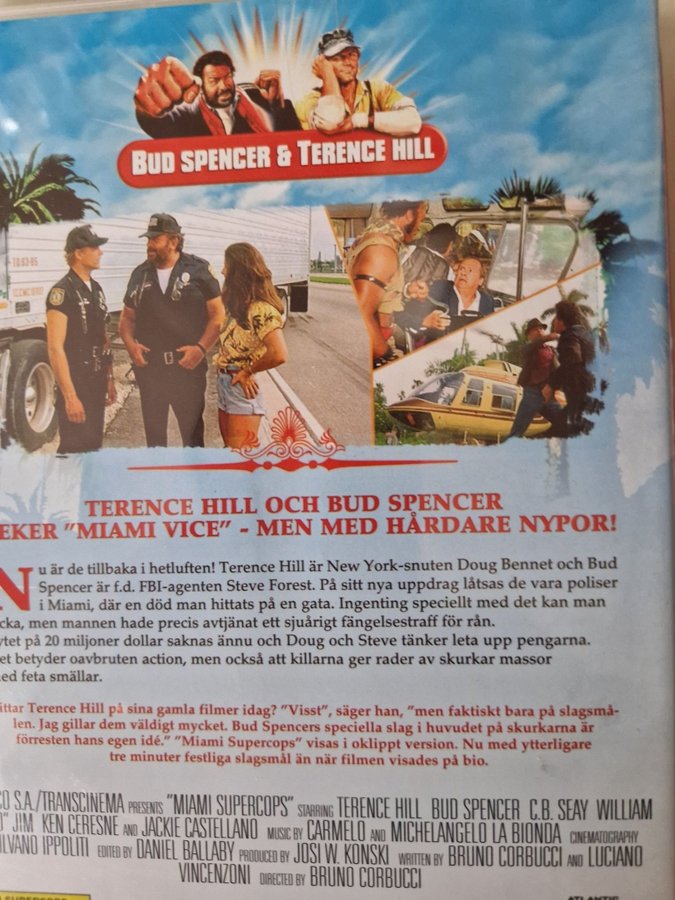 BUD SPENCER & TERENCE HILL
TERENCE HILL OCH BUD SPENCER
EKER "MIAMI VICE" - MEN MED HÅRDARE NYPOR!
Nu är de tillbaka i hetluften! Terence Hill är New York-snuten Doug Bennet och Bud
Spencer är f.d. FBI-agenten Steve Forest. På sitt nya uppdrag låtsas de vara poliser
i Miami, där en död man hittats på en gata. Ingenting speciellt med det kan man
cka, men mannen hade precis avtjänat ett sjuårigt fängelsestraff för rån.
ytet på 20 miljoner dollar saknas ännu och Doug och Steve tänker leta upp pengarna.
et betyder oavbruten action, men också att killarna ger rader av skurkar massor
ned feta smällar.
ittar Terence Hill på sina gamla filmer idag? "Visst", säger han, "men faktiskt bara på slagsmå-
len. Jag gillar dem väldigt mycket. Bud Spencers speciella slag i huvudet på skurkarna är
förresten hans egen idé." "Miami Supercops" visas i oklippt version. Nu med ytterligare
tre minuter festliga slagsmål än när filmen visades på bio.
CO S.A./TRANSCINEMA PRESENTS "MIAMI SUPERCOPS" STARRING TERENCE HILL BUD SPENCER C.B. SEAY WILLIAM
" JIM KEN CERESNE AND JACKIE CASTELLANO MUSIC BY CARMELO AND MICHELANGELO LA BIONDA CINEMATOGRAPHY
ILVANO IPPOLITI EDITED BY DANIEL BALLABY PRODUCED BY JOSI W. KONSKI WRITTEN BY BRUNO CORBUCCI AND LUCIANO
VINCENZONI DIRECTED BY BRUNO CORBUCCI